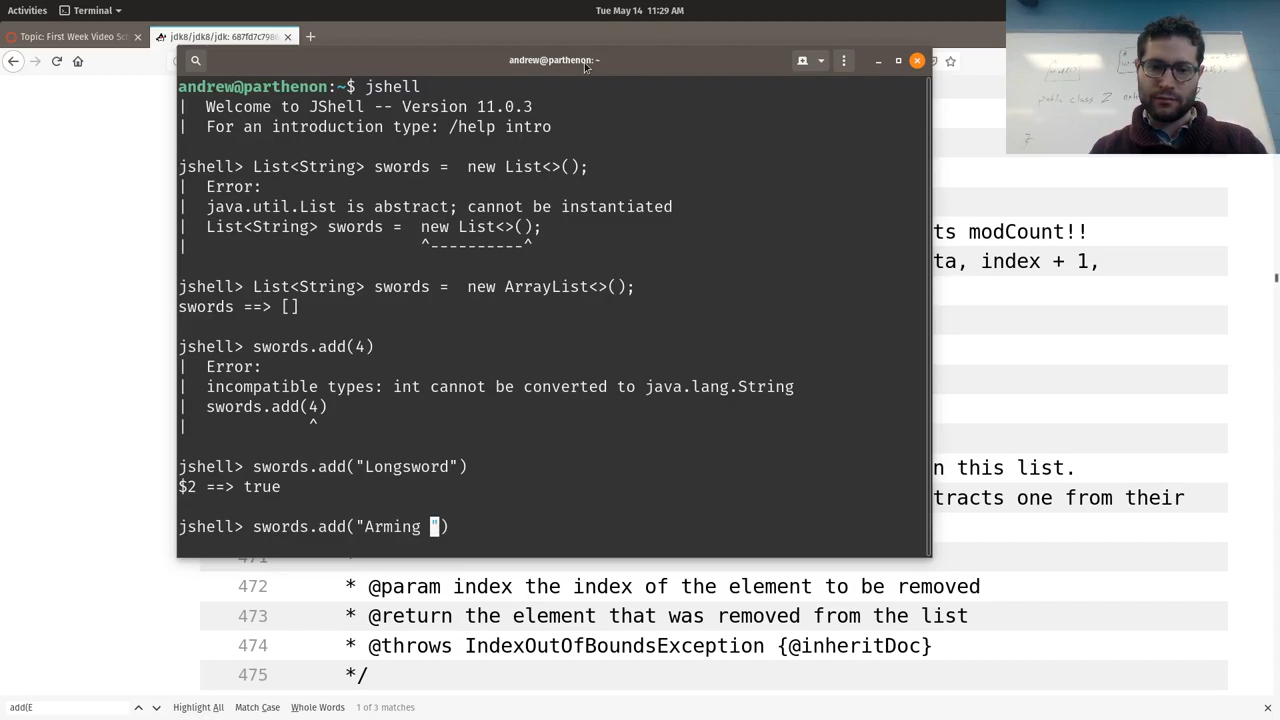 Activities
Terminal
Tue May 14 11:29 AM
Topic: First Week Video Sc
jdk8/jdk8/jdk: 687fd7c798
andrew@parthenon: ~
andrew@parthenon:~$ jshell
| Welcome to JShell -- Version 11.0.3
| For an introduction type: /help intro
jshell> List<String> swords = new List<>();
| Error:
| java.util.List is abstract; cannot be instantiated
| List<String> swords = new List<>();
| ^----------^
jshell> List<String> swords = new ArrayList<>();
swords ==> []
jshell> swords.add(4)
| Error:
| incompatible types: int cannot be converted to java.lang.String
| swords.add(4)
| ^
jshell> swords.add("Longsword")
$2 ==> true
jshell> swords.add("Arming ")
public class Z
ts modCount!!
ta, index + 1,
n this list.
tracts one from their
471 *
472 * @param index the index of the element to be removed
473 * @return the element that was removed from the list
474 * @throws IndexOutOfBoundsException {@inheritDoc}
475 */
add(E
Highlight All
Match Case
Whole Words
1 of 3 matches